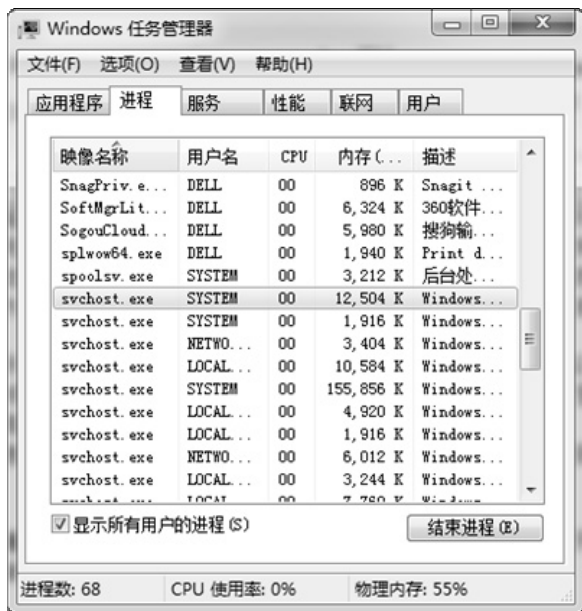 Windows 任务管理器
文件(F) 选项(O) 查看(V) 帮助(H)
应用程序 进程 服务 性能 联网 用户
映像名称 用户名 CPU 内存(... 描述
SnagPriv.e... DELL 00 896 K Snagit ...
SoftMgrLit... DELL 00 6,324 K 360软件...
SogouCloud... DELL 00 5,980 K 搜狗输...
splwow64.exe DELL 00 1,940 K Print d...
spoolsv.exe SYSTEM 00 3,212 K 后台处...
svchost.exe SYSTEM 00 12,504 K Windows...
svchost.exe SYSTEM 00 1,916 K Windows...
svchost.exe NETWO... 00 3,404 K Windows...
svchost.exe LOCAL... 00 10,584 K Windows...
svchost.exe SYSTEM 00 155,856 K Windows...
svchost.exe LOCAL... 00 4,920 K Windows...
svchost.exe LOCAL... 00 1,916 K Windows...
svchost.exe NETWO... 00 6,012 K Windows...
svchost.exe LOCAL... 00 3,244 K Windows...
显示所有用户的进程(S) 结束进程(E)
进程数: 68 CPU 使用率: 0% 物理内存: 55%